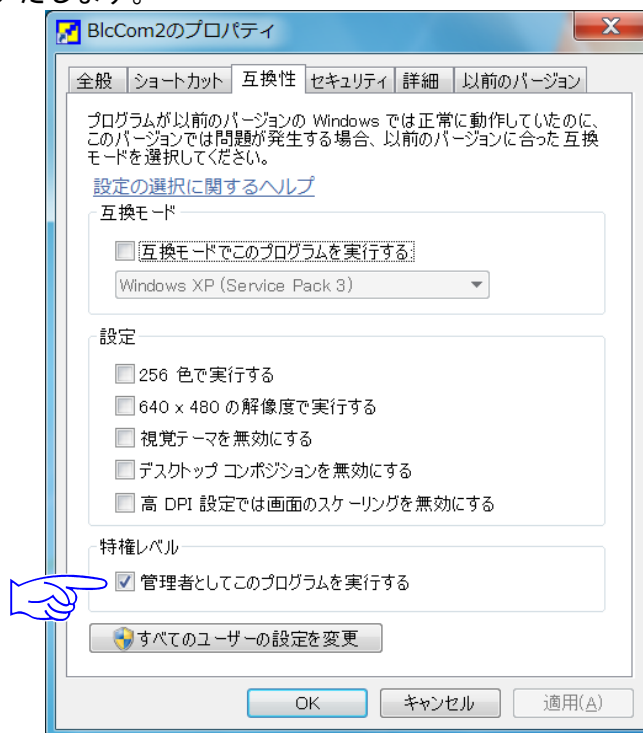 たします。
BlcCom2のプロパティ
全般 ショートカット 互換性 セキュリティ 詳細 以前のバージョン
プログラムが以前のバージョンの Windows では正常に動作していたのに、
このバージョンでは問題が発生する場合、以前のバージョンに合った互換
モードを選択してください。
設定の選択に関するヘルプ
互換モード
互換モードでこのプログラムを実行する:
Windows XP (Service Pack 3)
設定
256 色で実行する
640 x 480 の解像度で実行する
視覚テーマを無効にする
デスクトップ コンポジションを無効にする
高 DPI 設定では画面のスケーリングを無効にする
特権レベル
管理者としてこのプログラムを実行する
すべてのユーザーの設定を変更
OK キャンセル 適用(A)